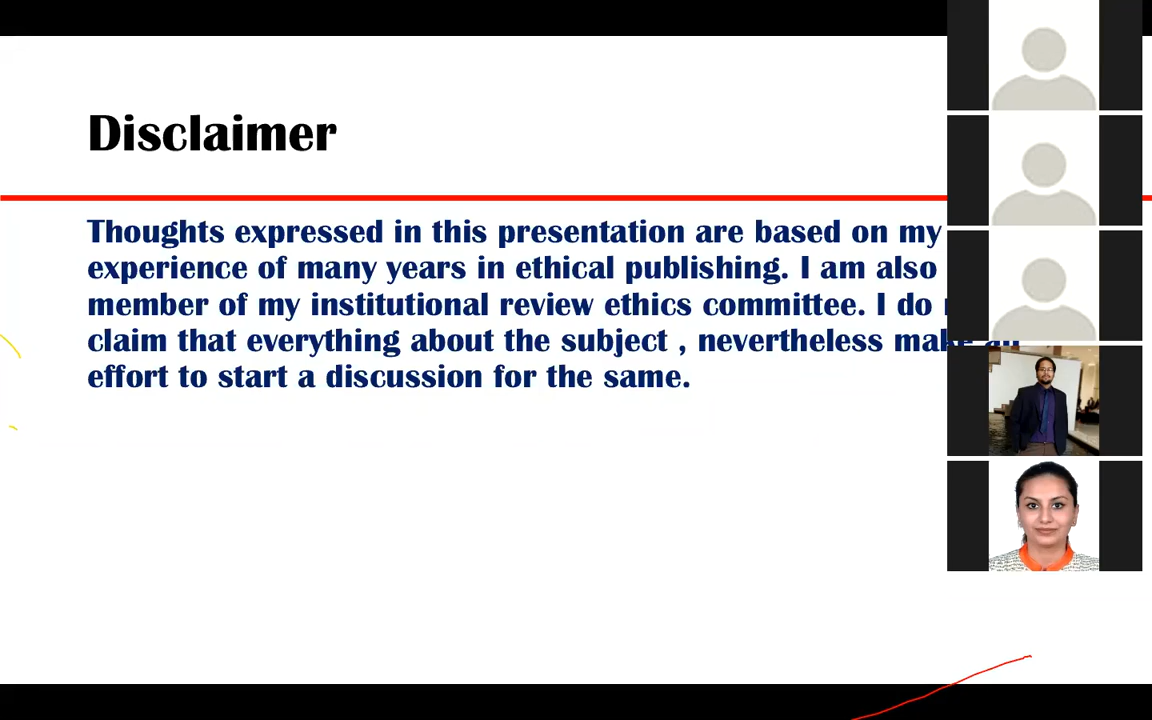 Disclaimer
Thoughts expressed in this presentation are based on my
experience of many years in ethical publishing. I am also
member of my institutional review ethics committee. I do
claim that everything about the subject , nevertheless make an
effort to start a discussion for the same.